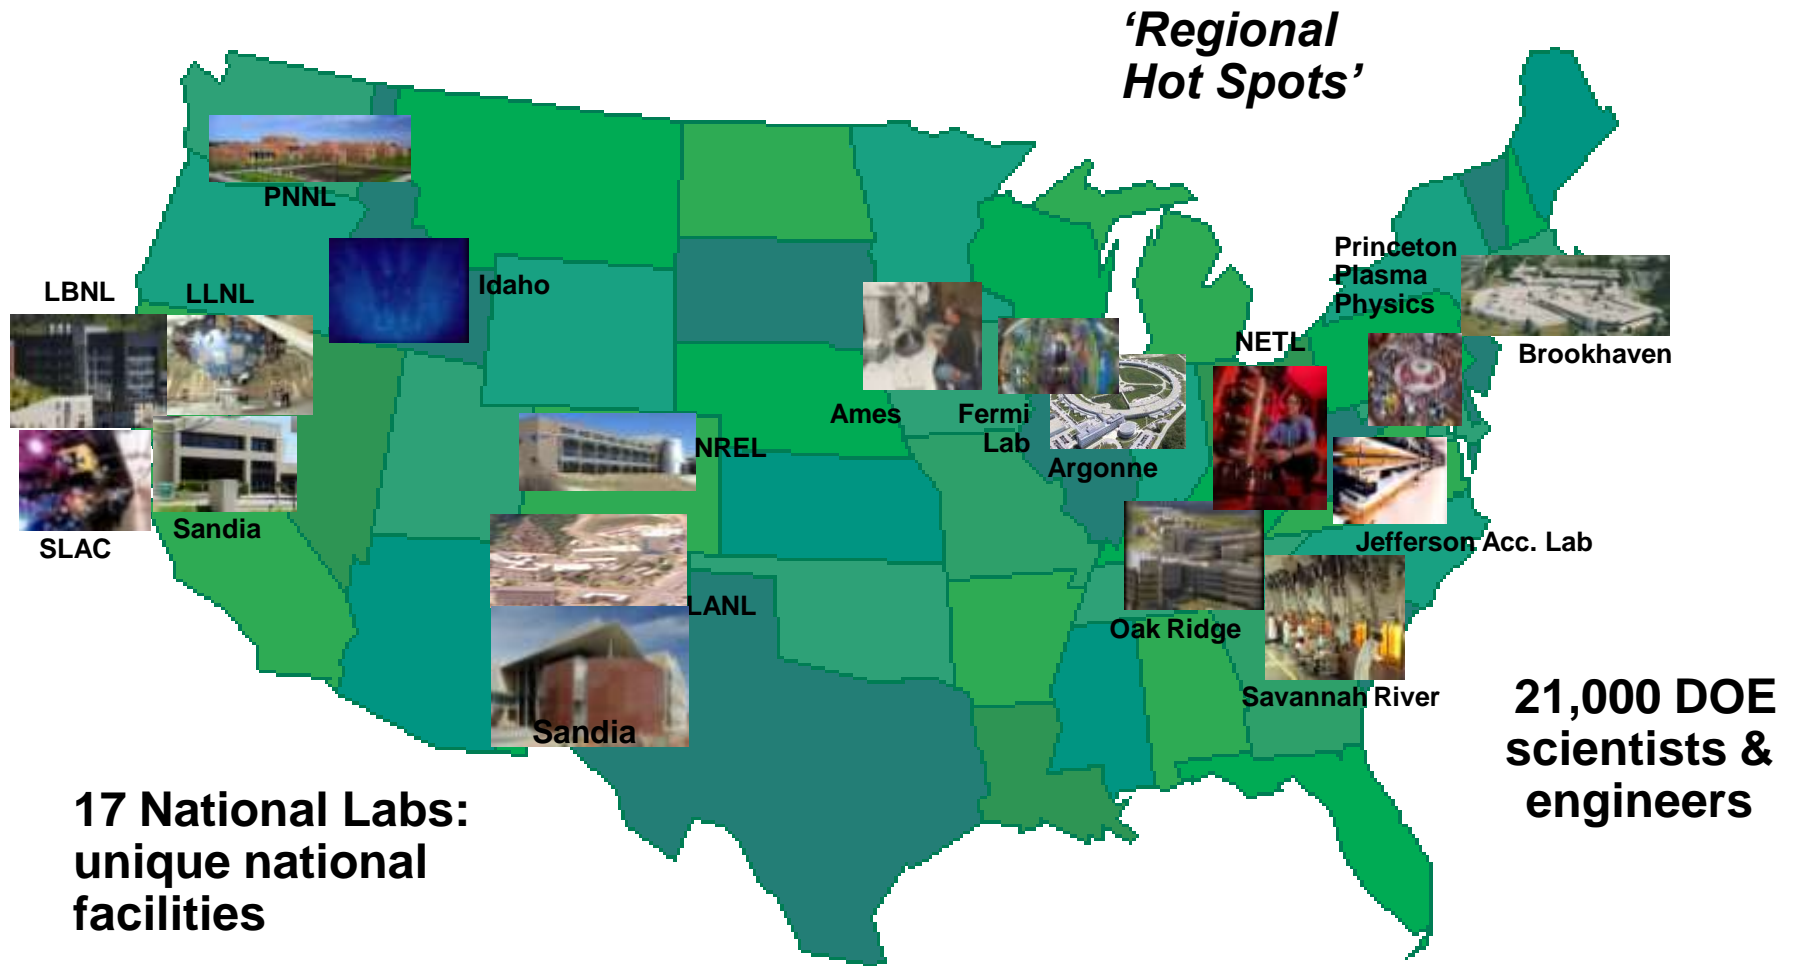 ‘Regional
Hot Spots’
PNNL
Princeton
Plasma
Physics
Idaho
LBNL
LLNL
NETL
Brookhaven
Ames
Fermi
Lab
NREL
Argonne
Sandia
SLAC
Jefferson Acc. Lab
LANL
Oak Ridge
Savannah River
Sandia
21,000 DOE
scientists &
engineers
17 National Labs:
unique national
facilities